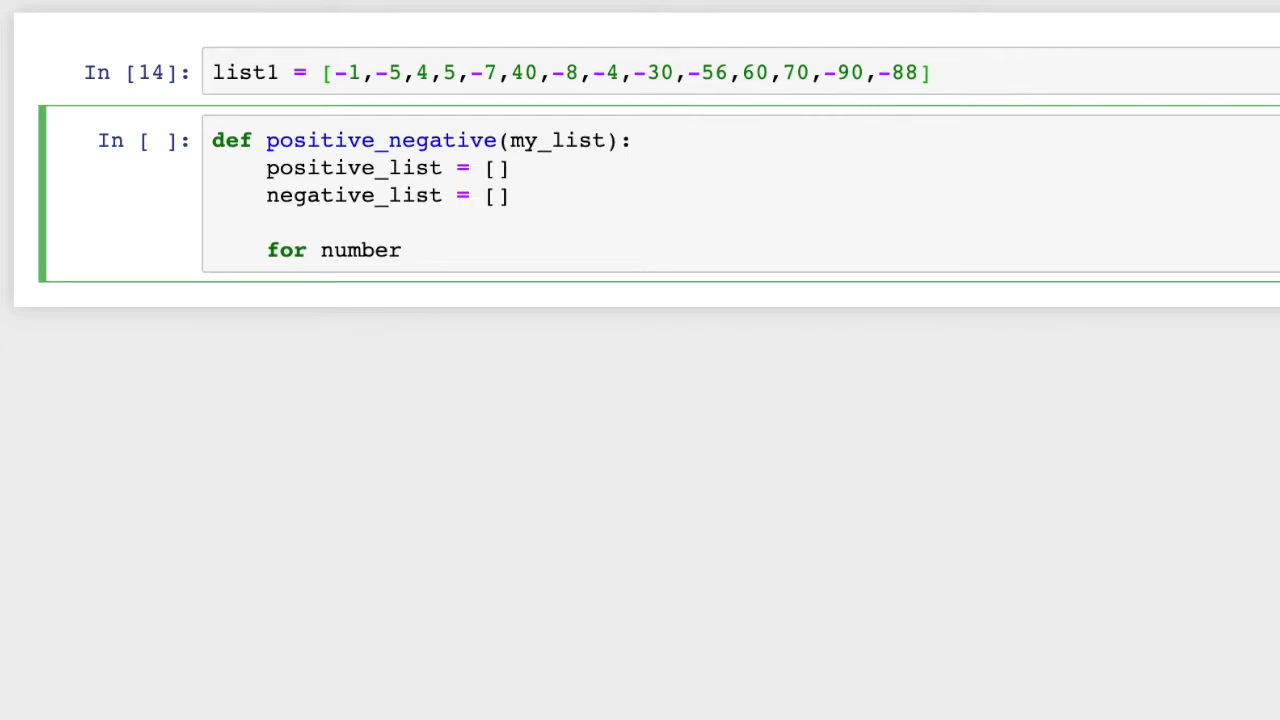 In [14]: list1 = [-1,-5,4,5,-7,40,-8,-4,-30,-56,60,70,-90,-88]
In [ ]: def positive_negative(my_list):
    positive_list = []
    negative_list = []

    for number